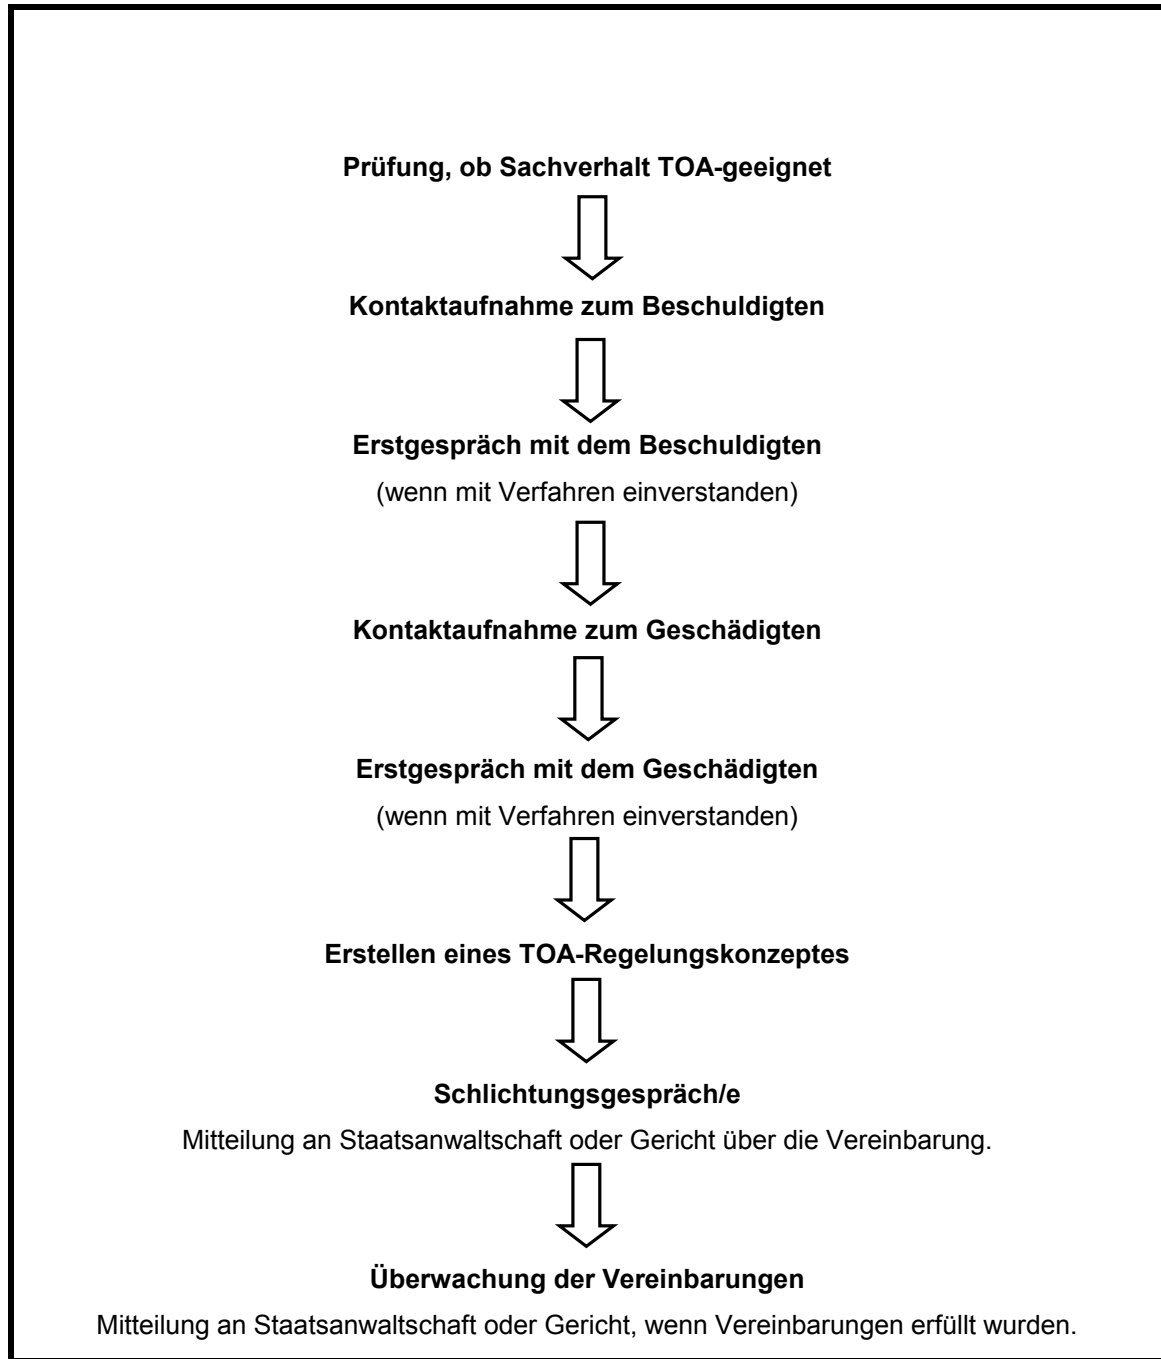 Prüfung, ob Sachverhalt TOA-geeignet
Kontaktaufnahme zum Beschuldigten
Erstgespräch mit dem Beschuldigten
(wenn mit Verfahren einverstanden)
Kontaktaufnahme zum Geschädigten
Erstgespräch mit dem Geschädigten
(wenn mit Verfahren einverstanden)
Erstellen eines TOA-Regelungskonzeptes
Schlichtungsgespräch/e
Mitteilung an Staatsanwaltschaft oder Gericht über die Vereinbarung.
Überwachung der Vereinbarungen
Mitteilung an Staatsanwaltschaft oder Gericht, wenn Vereinbarungen erfüllt wurden.